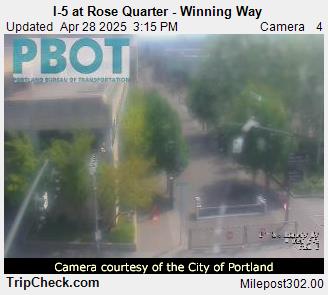 I-5 at Rose Quarter - Winning Way
Updated Apr 28 2025 3:15 PM Camera 4
PBOT
PORTLAND BUREAU OF TRANSPORTATION
Camera courtesy of the City of Portland
TripCheck.com Milepost302.00